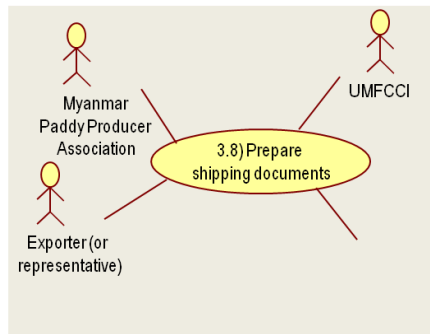 Myanmar
Paddy Producer
Association
UMFCCI
3.8) Prepare
shipping documents
Exporter (or
representative)